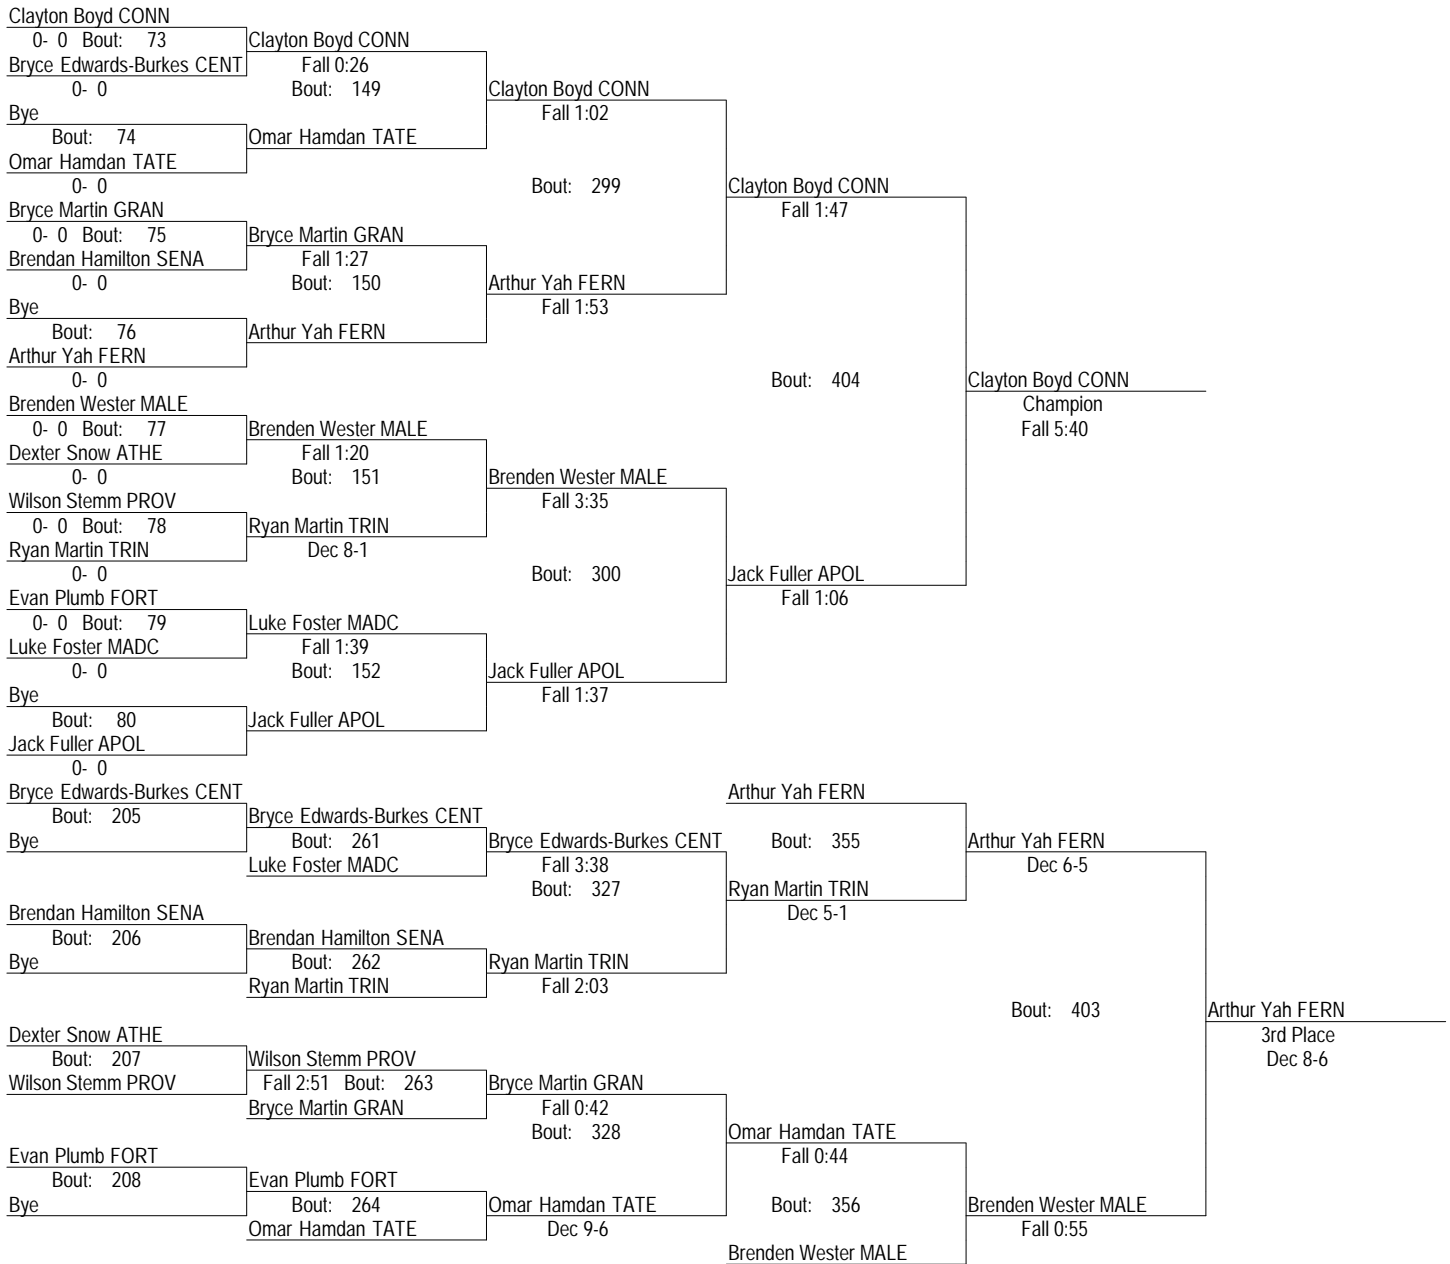 Clayton Boyd CONN
0- 0 Bout: 73 Clayton Boyd CONN
Bryce Edwards-Burkes CENT Fall 0:26
0- 0 Bout: 149 Clayton Boyd CONN
Bye Fall 1:02
Bout: 74 Omar Hamdan TATE
Omar Hamdan TATE
0- 0 Bout: 299 Clayton Boyd CONN
Bryce Martin GRAN Fall 1:47
0- 0 Bout: 75 Bryce Martin GRAN
Brendan Hamilton SENA Fall 1:27
0- 0 Bout: 150 Arthur Yah FERN
Bye Fall 1:53
Bout: 76 Arthur Yah FERN
Arthur Yah FERN
0- 0 Bout: 404 Clayton Boyd CONN
Brenden Wester MALE Champion
0- 0 Bout: 77 Brenden Wester MALE Fall 5:40
Dexter Snow ATHE Fall 1:20
0- 0 Bout: 151 Brenden Wester MALE
Wilson Stemm PROV Fall 3:35
0- 0 Bout: 78 Ryan Martin TRIN
Ryan Martin TRIN Dec 8-1
0- 0 Bout: 300 Jack Fuller APOL
Evan Plumb FORT Fall 1:06
0- 0 Bout: 79 Luke Foster MADC
Luke Foster MADC Fall 1:39
0- 0 Bout: 152 Jack Fuller APOL
Bye Fall 1:37
Bout: 80 Jack Fuller APOL
Jack Fuller APOL
0- 0
Bryce Edwards-Burkes CENT Arthur Yah FERN
Bout: 205 Bryce Edwards-Burkes CENT
Bye Bout: 261 Bryce Edwards-Burkes CENT Bout: 355 Arthur Yah FERN
Luke Foster MADC Fall 3:38 Dec 6-5
Bout: 327 Ryan Martin TRIN
Brendan Hamilton SENA Dec 5-1
Bout: 206 Brendan Hamilton SENA
Bye Bout: 262 Ryan Martin TRIN
Ryan Martin TRIN Fall 2:03
Bout: 403 Arthur Yah FERN
Dexter Snow ATHE 3rd Place
Bout: 207 Wilson Stemm PROV Dec 8-6
Wilson Stemm PROV Fall 2:51 Bout: 263 Bryce Martin GRAN
Bryce Martin GRAN Fall 0:42
Bout: 328 Omar Hamdan TATE
Evan Plumb FORT Fall 0:44
Bout: 208 Evan Plumb FORT
Bye Bout: 264 Omar Hamdan TATE Bout: 356 Brenden Wester MALE
Omar Hamdan TATE Dec 9-6 Fall 0:55
Brenden Wester MALE